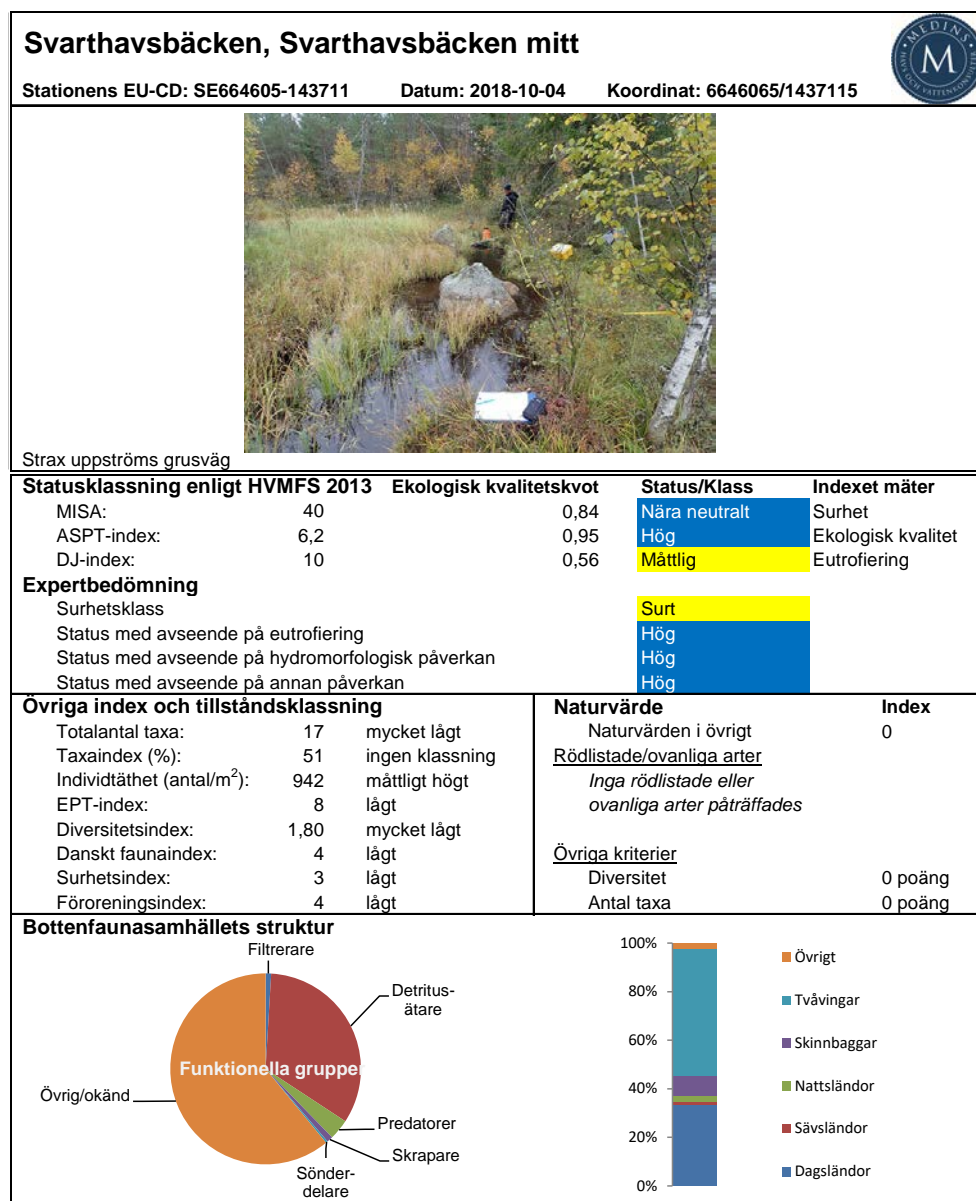 Svarthavsbäcken, Svarthavsbäcken mitt
MEDINS
HAVS OCH VATTENKONSULTER
M
Stationens EU-CD: SE664605-143711 Datum: 2018-10-04 Koordinat: 6646065/1437115
Strax uppströms grusväg
Statusklassning enligt HVMFS 2013 Ekologisk kvalitetskvot Status/Klass Indexet mäter
MISA: 40 0,84 Nära neutralt Surhet
ASPT-index: 6,2 0,95 Hög Ekologisk kvalitet
DJ-index: 10 0,56 Måttlig Eutrofiering
Expertbedömning
Surhetsklass Surt
Status med avseende på eutrofiering Hög
Status med avseende på hydromorfologisk påverkan Hög
Status med avseende på annan påverkan Hög
Övriga index och tillståndsklassning
Totalantal taxa: 17 mycket lågt
Taxaindex (%): 51 ingen klassning
Individtäthet (antal/m²): 942 måttligt högt
EPT-index: 8 lågt
Diversitetsindex: 1,80 mycket lågt
Danskt faunaindex: 4 lågt
Surhetsindex: 3 lågt
Föroreningsindex: 4 lågt
Naturvärde Index
Naturvärden i övrigt 0
Rödlistade/ovanliga arter
Inga rödlistade eller
ovanliga arter påträffades
Övriga kriterier
Diversitet 0 poäng
Antal taxa 0 poäng
Bottenfaunasamhällets struktur
Filtrerare
Detritus-
ätare
Funktionella grupper
Övrig/okänd
Predatorer
Skrapare
Sönder-
delare
100%
80%
60%
40%
20%
0%
Övrigt
Tvåvingar
Skinnbaggar
Nattsländor
Sävsländor
Dagsländor